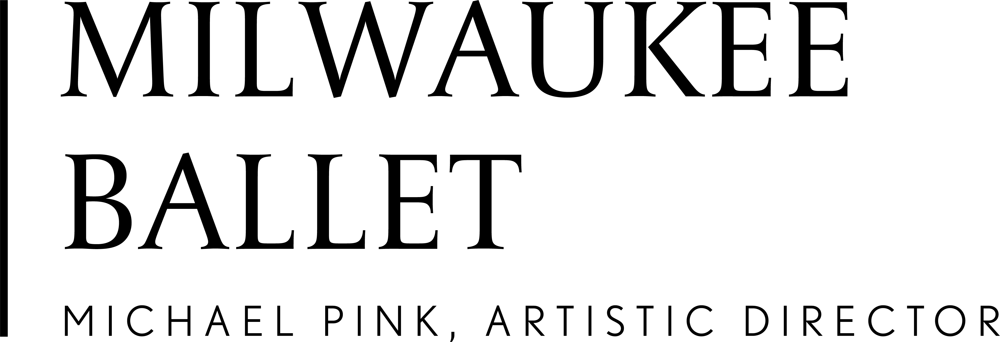 MILWAUKEE
BALLET
MICHAEL PINK, ARTISTIC DIRECTOR